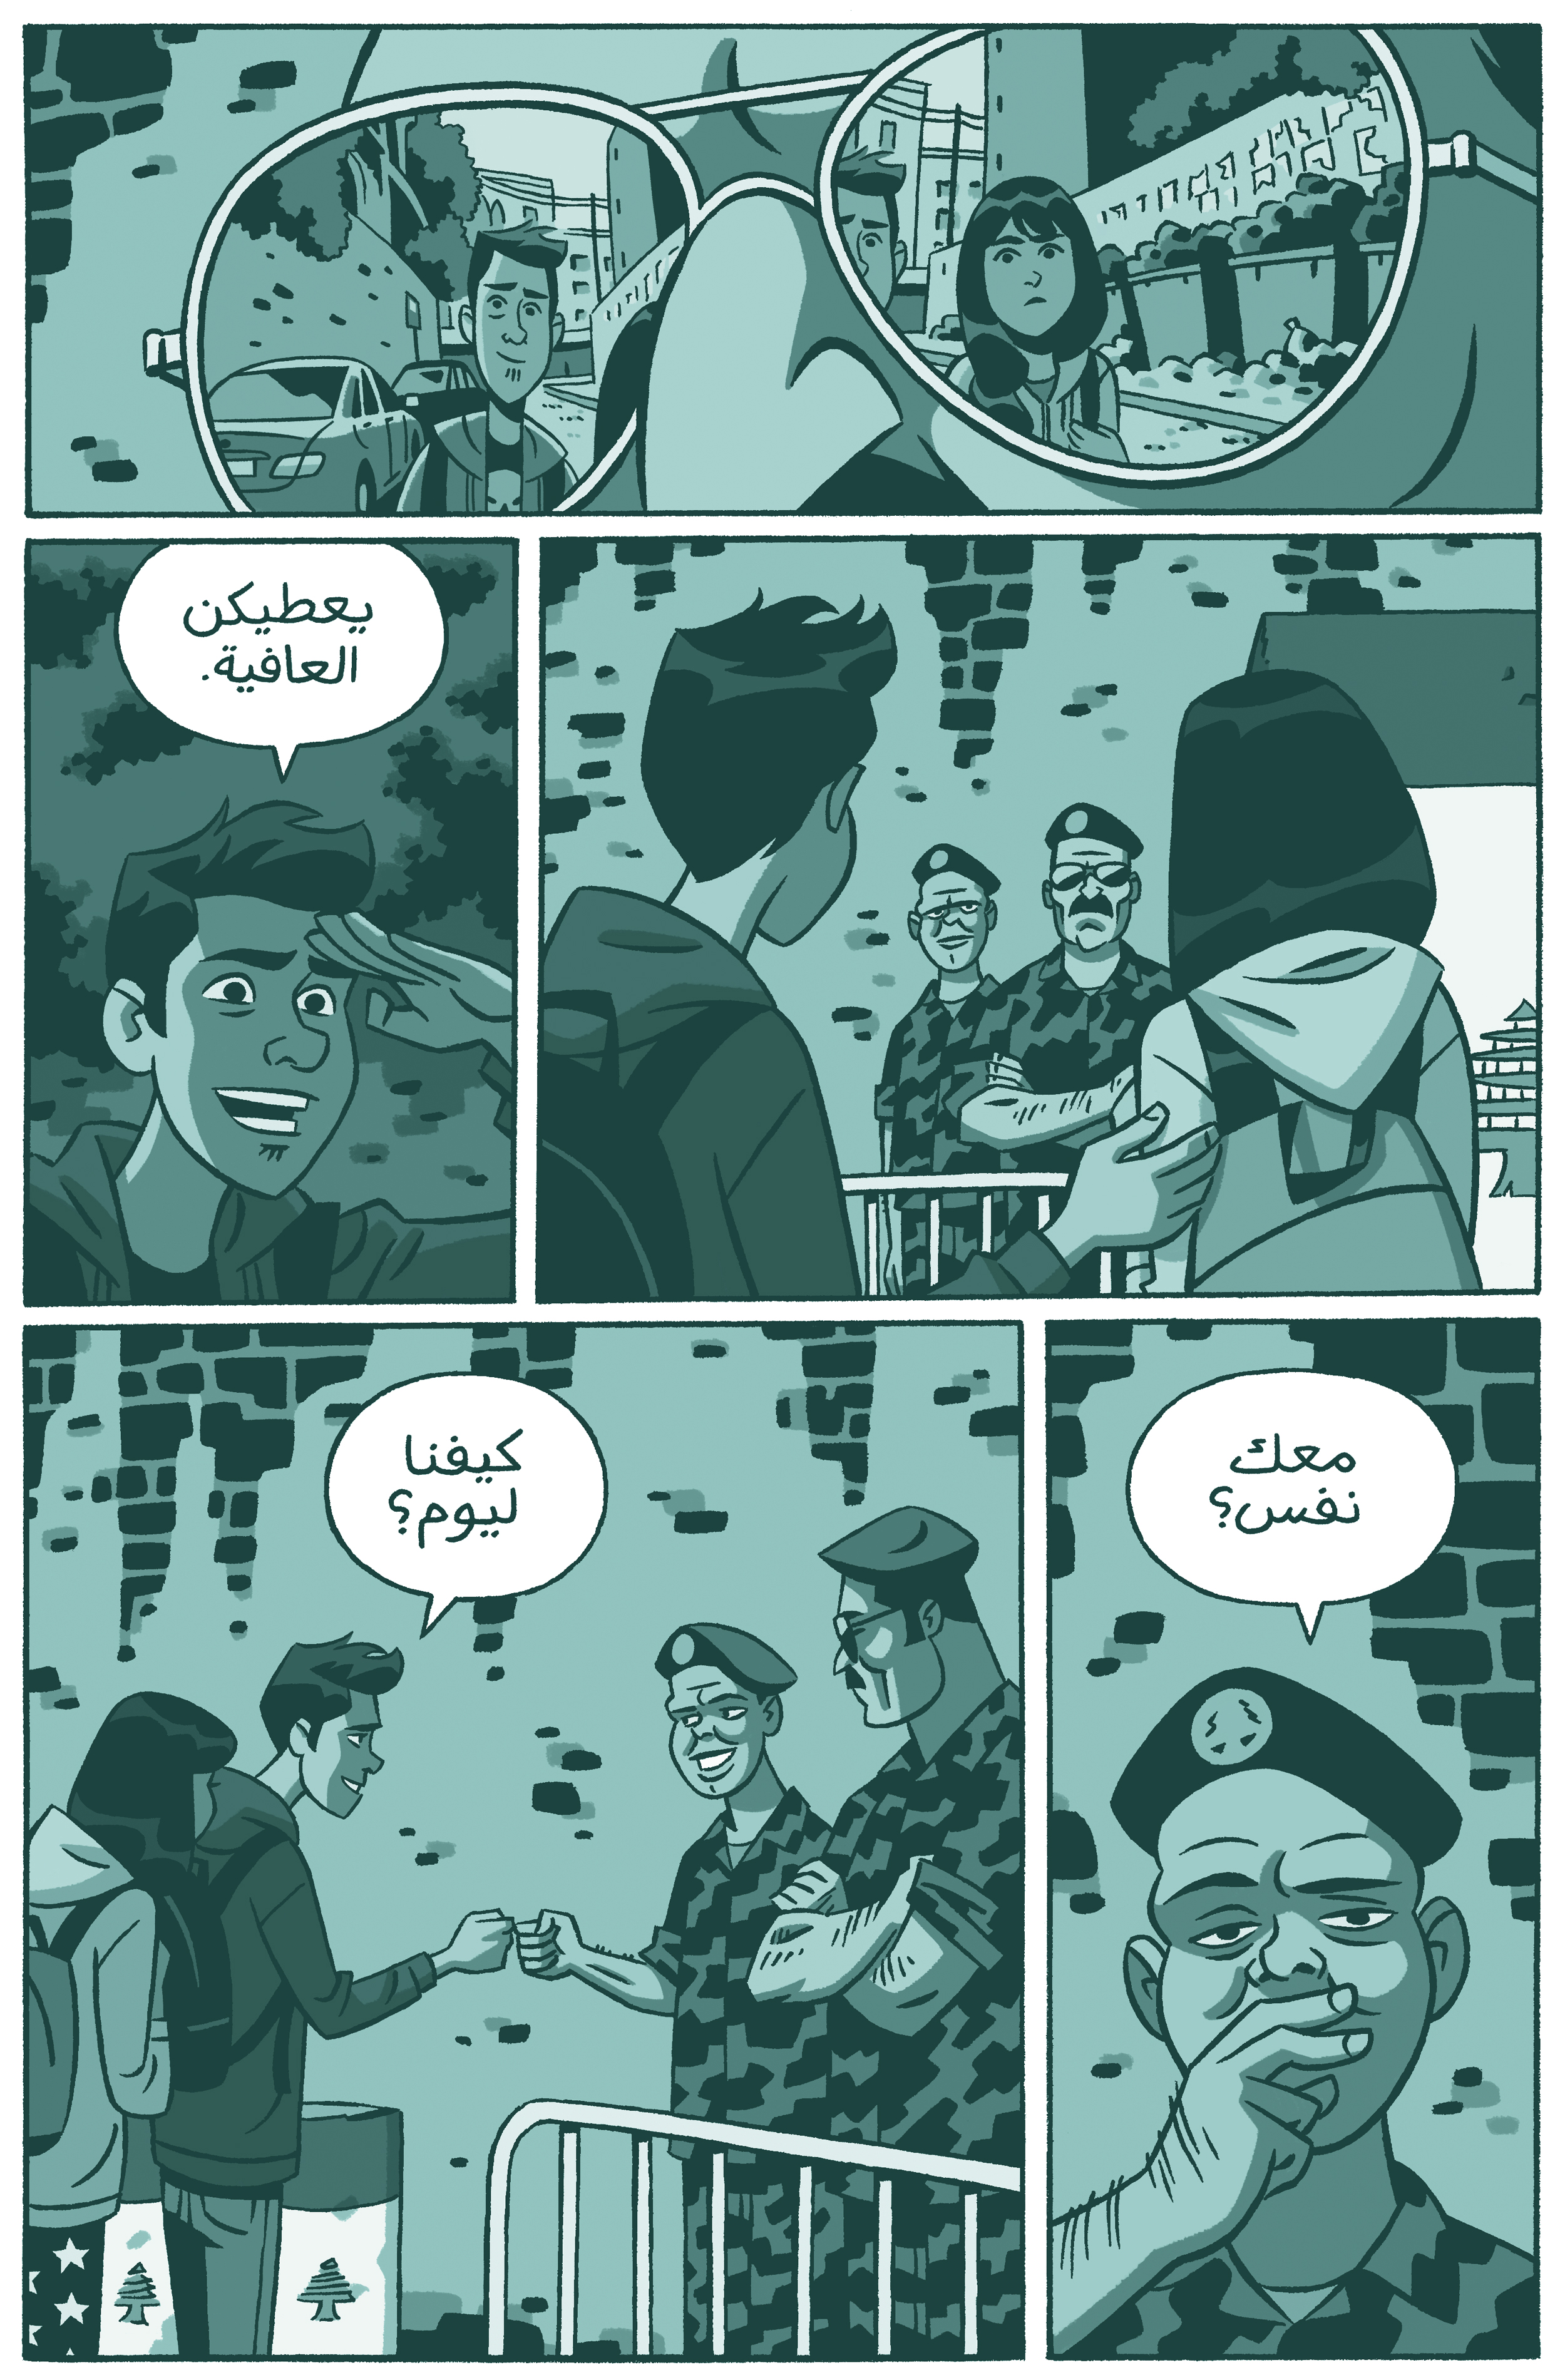 يعطيكن
العافية.
معك
نفس؟
كيفنا
ليوم؟